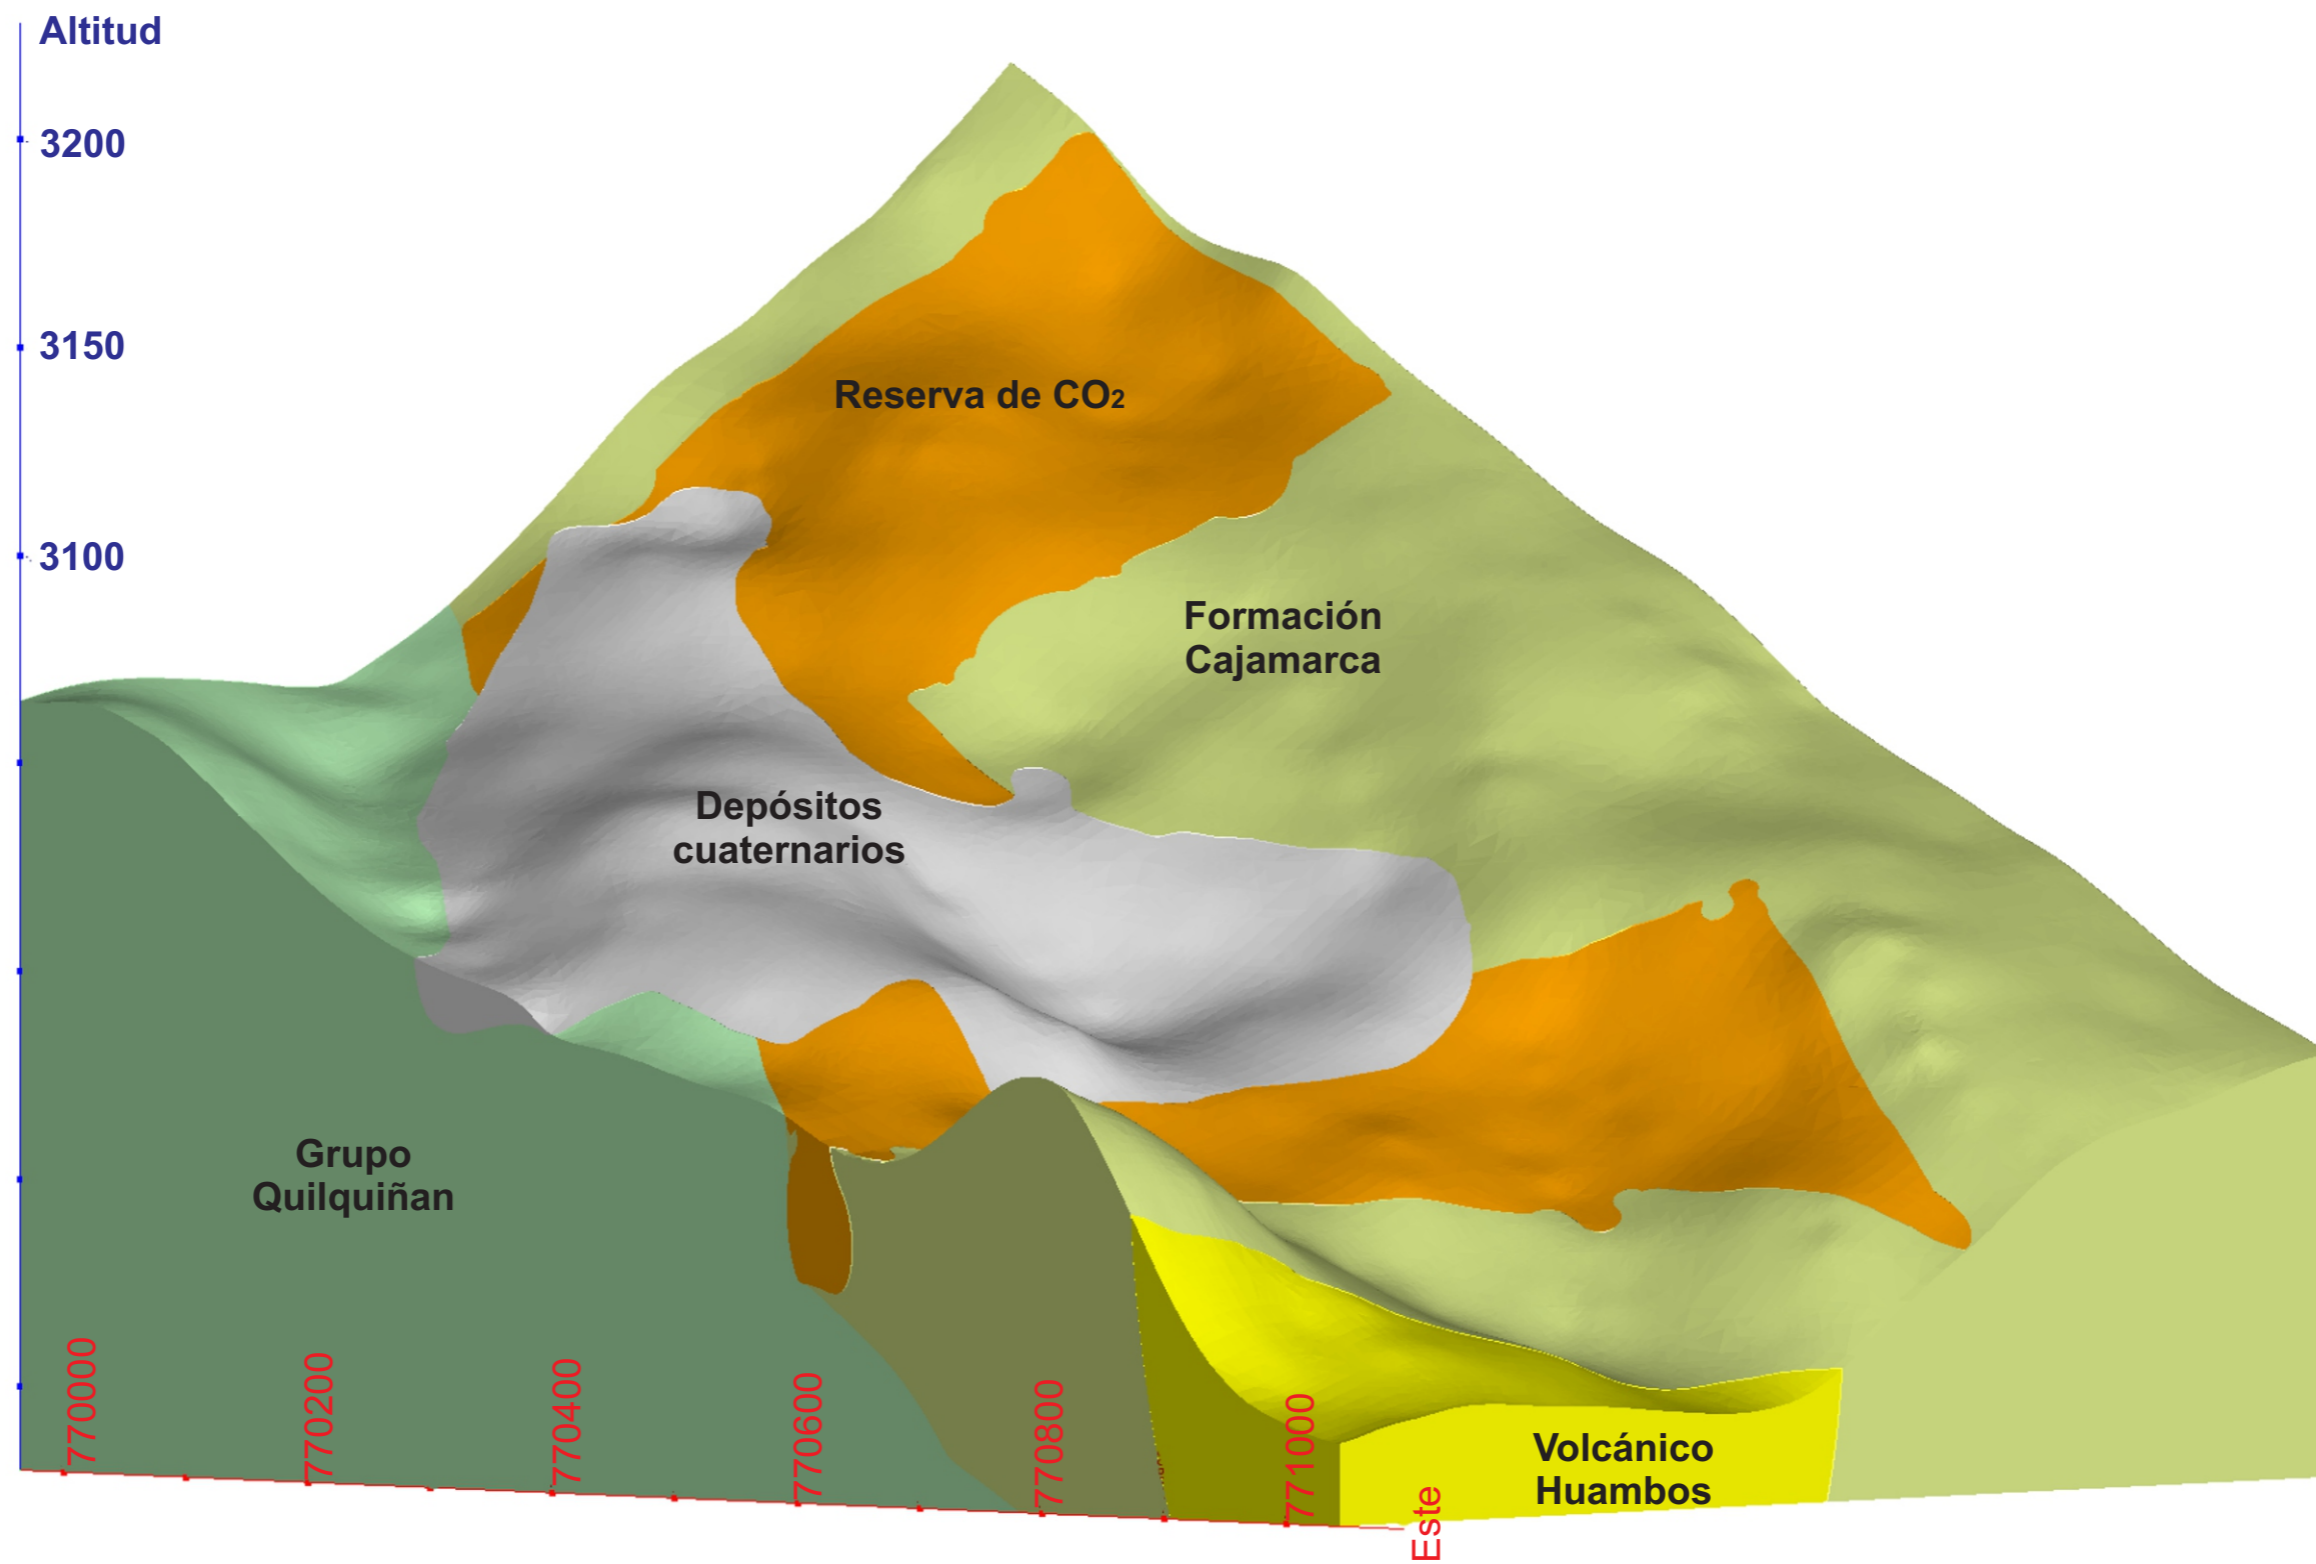 Altitud
3200
3150
3100
Reserva de CO₂
Formación
Cajamarca
Depósitos
cuaternarios
Grupo
Quilquiñan
Volcánico
Huambos
770000
770200
770400
770600
770800
771000
Este